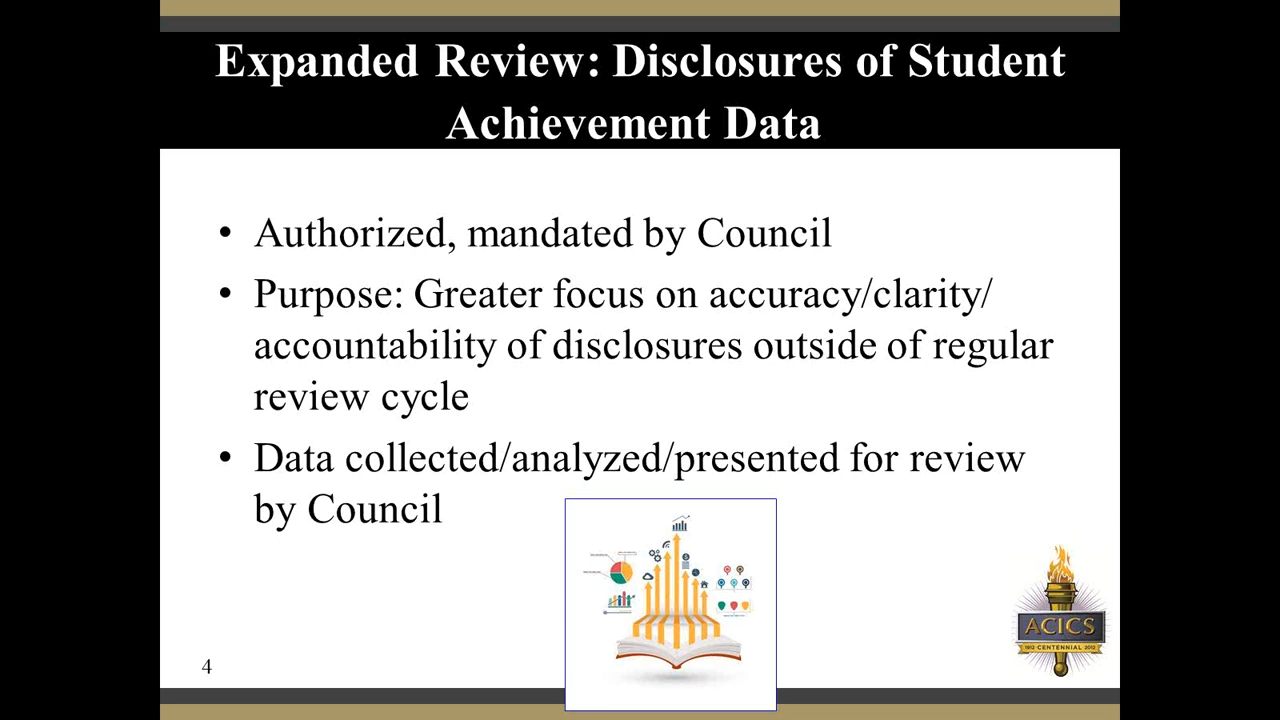 Expanded Review: Disclosures of Student
Achievement Data
• Authorized, mandated by Council
• Purpose: Greater focus on accuracy/clarity/
accountability of disclosures outside of regular
review cycle
• Data collected/analyzed/presented for review
by Council
ACICS
1912 CENTENNIAL 2012
4